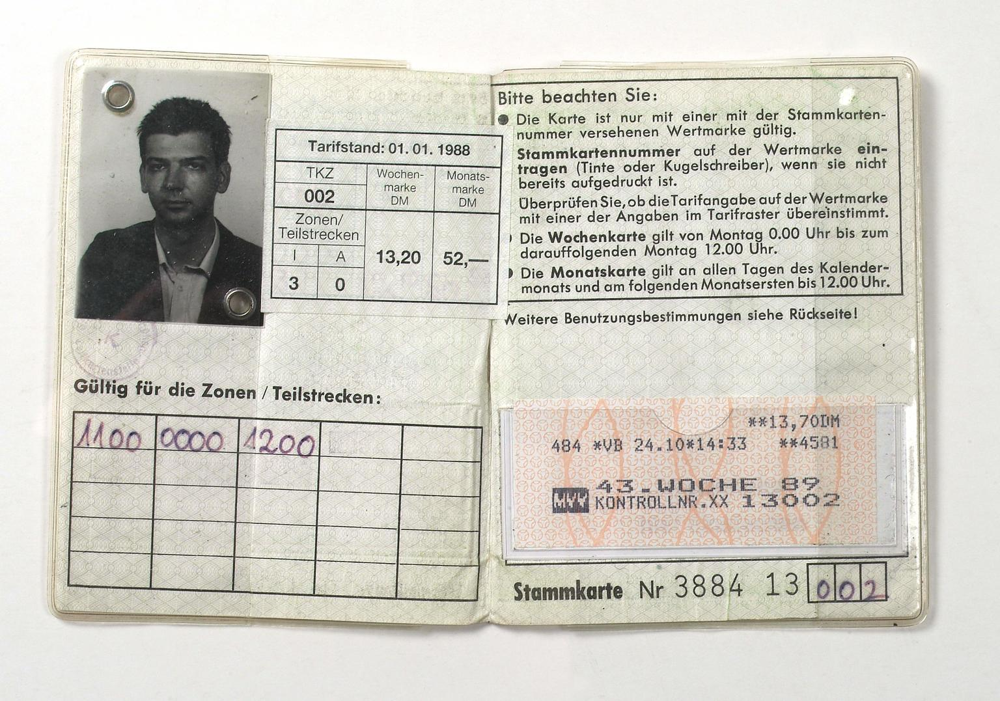 Tarifstand: 01. 01. 1988
TKZ
002
Wochen-
marke
DM
Monats-
marke
DM
Zonen/
Teilstrecken
I A
3 0
13,20
52,—
Gültig für die Zonen / Teilstrecken:
1100 0000 1200
Bitte beachten Sie:
Die Karte ist nur mit einer mit der Stammkarten-
nummer versehenen Wertmarke gültig.
Stammkartennummer auf der Wertmarke ein-
tragen (Tinte oder Kugelschreiber), wenn sie nicht
bereits aufgedruckt ist.
Überprüfen Sie, ob die Tarifangabe auf der Wertmarke
mit einer der Angaben im Tarifraster übereinstimmt.
Die Wochenkarte gilt von Montag 0.00 Uhr bis zum
darauffolgenden Montag 12.00 Uhr.
Die Monatskarte gilt an allen Tagen des Kalender-
monats und am folgenden Monatsersten bis 12.00 Uhr.
Weitere Benutzungsbestimmungen siehe Rückseite!
**13,70DM
484 *VB 24.10*14:33 **4581
43.WOCHE 89
MVV KONTROLLNR.XX 13002
Stammkarte Nr 3884 13 002